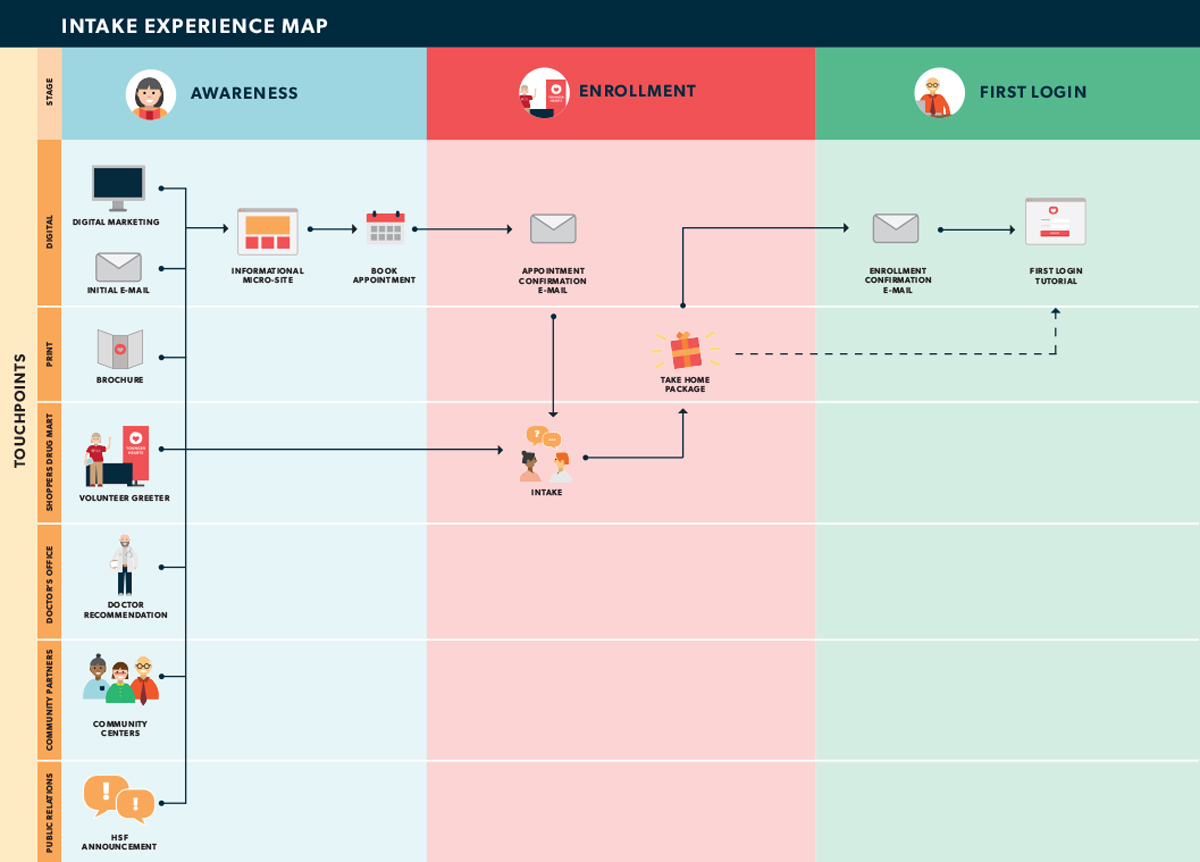 INTAKE EXPERIENCE MAP
STAGE
AWARENESS
ENROLLMENT
FIRST LOGIN
TOUCHPOINTS
DIGITAL
DIGITAL MARKETING
INITIAL E-MAIL
INFORMATIONAL
MICRO-SITE
BOOK
APPOINTMENT
APPOINTMENT
CONFIRMATION
E-MAIL
ENROLLMENT
CONFIRMATION
E-MAIL
FIRST LOGIN
TUTORIAL
PRINT
BROCHURE
TAKE HOME
PACKAGE
SHOPPERS DRUG MART
YOUNGER
HEARTS
VOLUNTEER GREETER
INTAKE
DOCTOR'S OFFICE
DOCTOR
RECOMMENDATION
COMMUNITY PARTNERS
COMMUNITY
CENTERS
PUBLIC RELATIONS
HSF
ANNOUNCEMENT